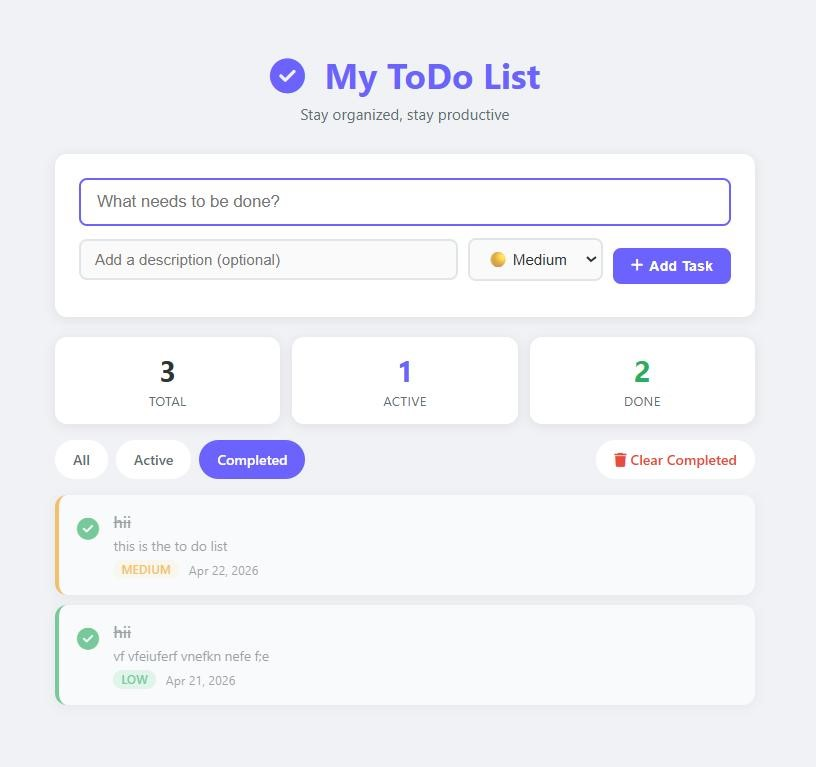 My ToDo List
Stay organized, stay productive
What needs to be done?
Add a description (optional)
Medium
+ Add Task
3
TOTAL
1
ACTIVE
2
DONE
All
Active
Completed
Clear Completed
hii
this is the to do list
MEDIUM Apr 22, 2026
hii
vf vfeiuferf vnefkn nefe f;e
LOW Apr 21, 2026